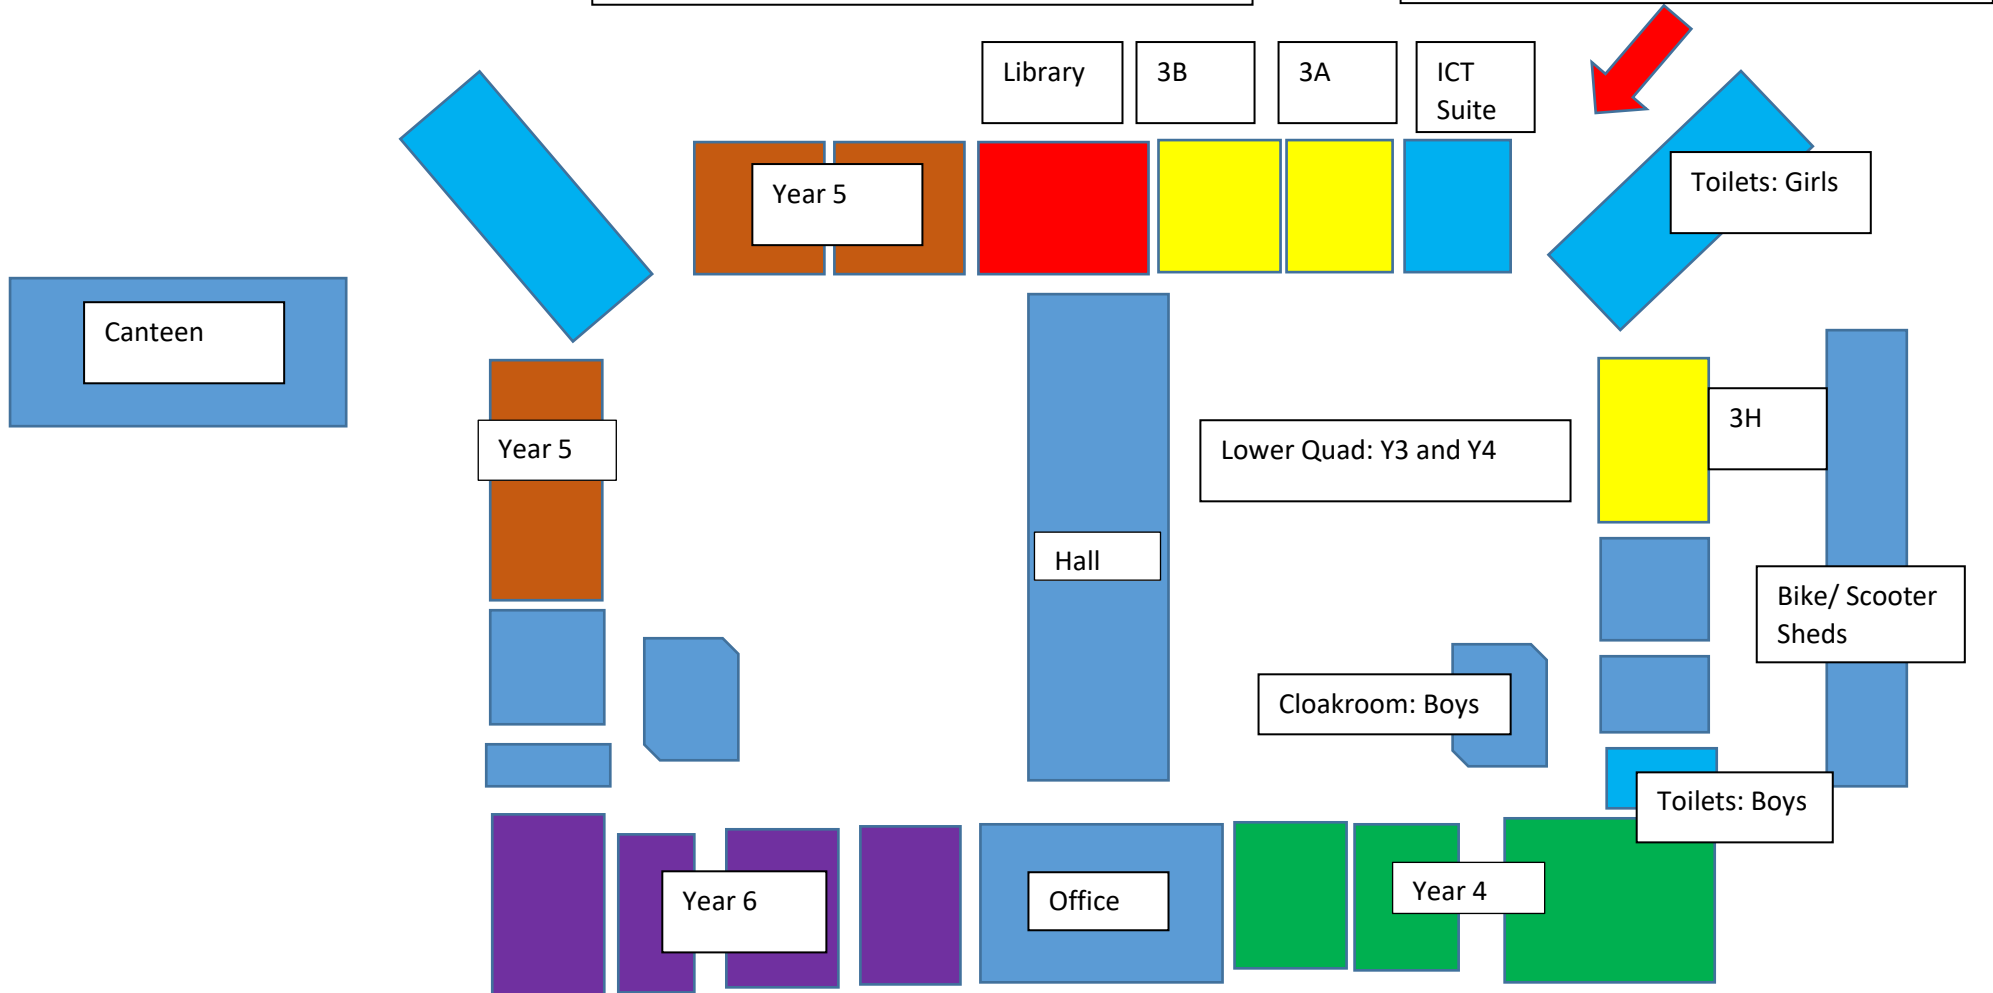 Library
3B
3A
ICT
Suite
Toilets: Girls
Year 5
Canteen
3H
Year 5
Lower Quad: Y3 and Y4
Hall
Bike/ Scooter
Sheds
Cloakroom: Boys
Toilets: Boys
Year 6
Office
Year 4